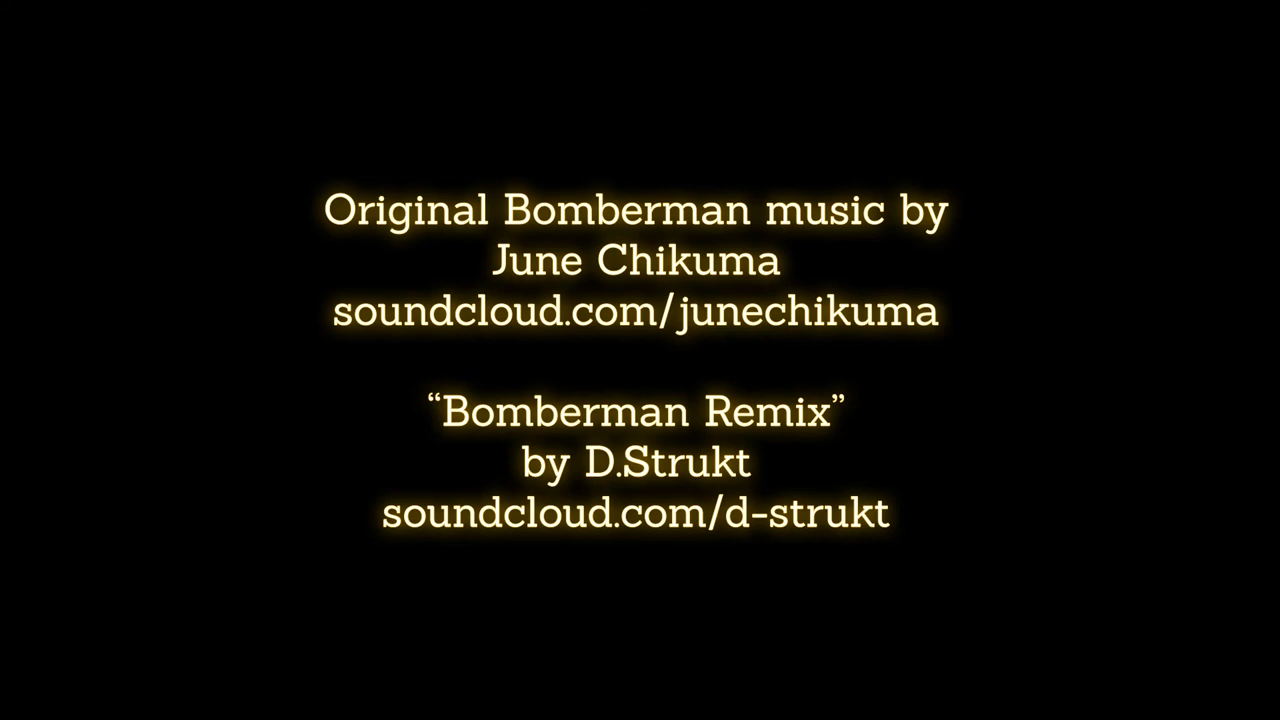 Original Bomberman music by
June Chikuma
soundcloud.com/junechikuma
“Bomberman Remix”
by D.Strukt
soundcloud.com/d-strukt